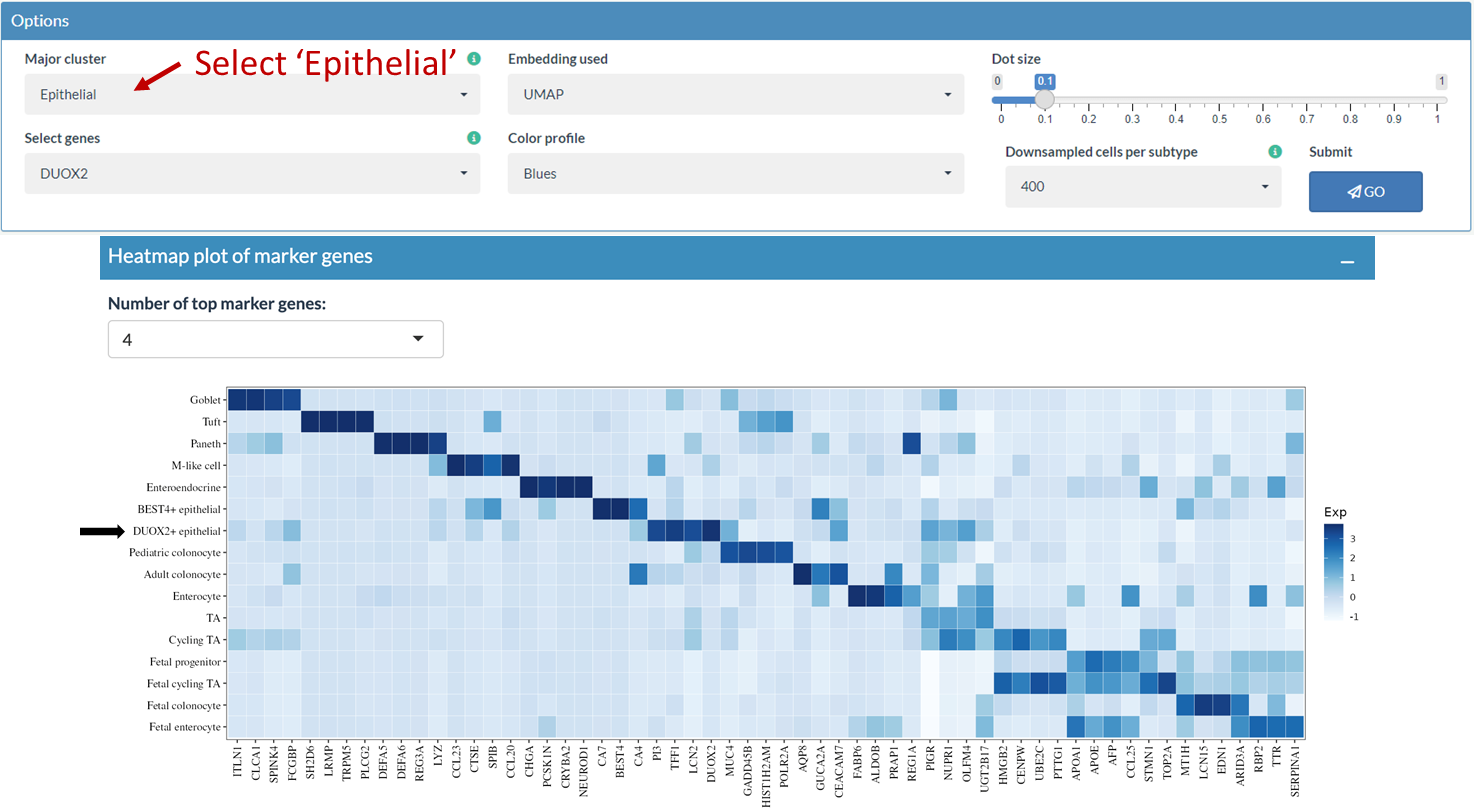 Options
Major cluster
Select ‘Epithelial’
Embedding used
Dot size
Epithelial
UMAP
0
0.1
1
0 0.1 0.2 0.3 0.4 0.5 0.6 0.7 0.8 0.9 1
Select genes
Color profile
Downsampled cells per subtype
Submit
DUOX2
Blues
400
GO
Heatmap plot of marker genes
Number of top marker genes:
4
Goblet
Tuft
Paneth
M-like cell
Enteroendocrine
BEST4+ epithelial
DUOX2+ epithelial
Pediatric colonocyte
Adult colonocyte
Enterocyte
TA
Cycling TA
Fetal progenitor
Fetal cycling TA
Fetal colonocyte
Fetal enterocyte
Exp
3
2
1
0
-1
ITLN1
CLCA1
SPINK4
FCGBP
SH2D6
LRMP
TRPM5
PLCG2
DEFA5
DEFA6
REG3A
LYZ
CCL23
CTSE
SPIB
CCL20
CHGA
PCSK1N
CRYBA2
NEUROD1
CA7
BEST4
CA4
PI3
TFF1
LCN2
DUOX2
MUC4
GADD45B
HIST1H2AM
POLR2A
AQP8
GUCA2A
CEACAM7
FABP6
ALDOB
PRAP1
REG1A
PIGR
NUPR1
OLFM4
UGT2B17
HMGB2
CENPW
UBE2C
PTTG1
APOA1
APOE
AFP
CCL25
STMN1
TOP2A
MT1H
LCN15
EDN1
ARID3A
RBP2
TTR
SERPINA1